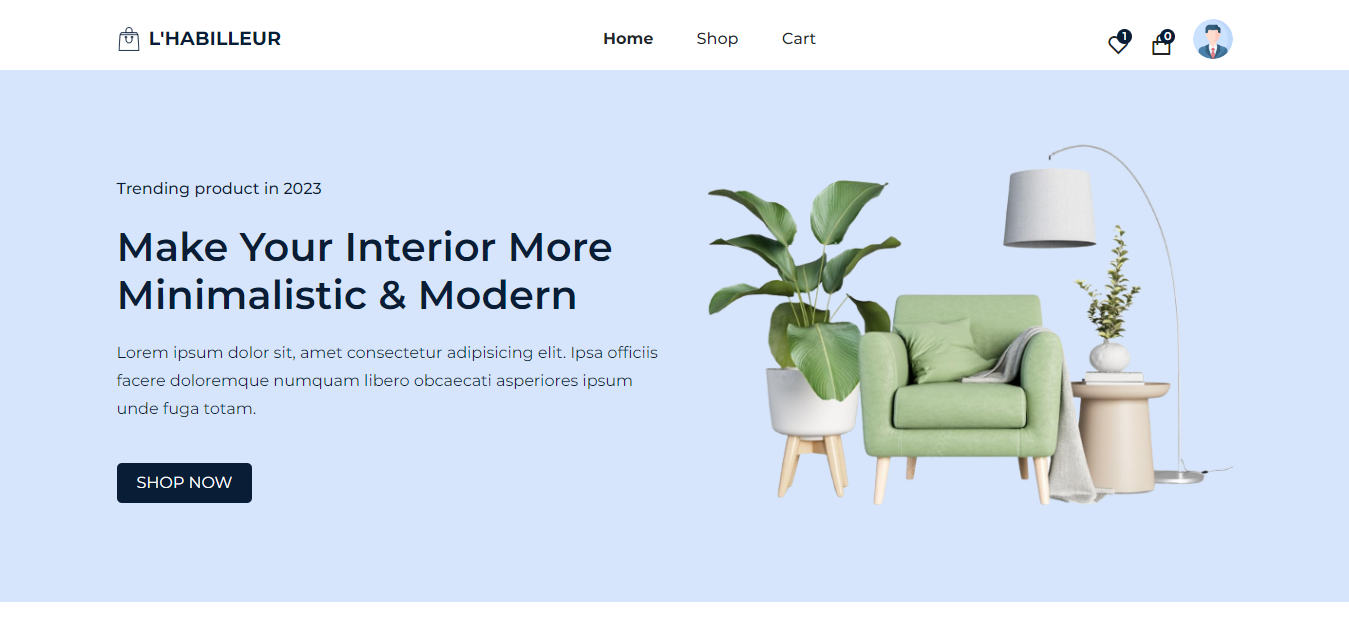 L'HABILLEUR
Home
Shop
Cart
1
0
Trending product in 2023
Make Your Interior More
Minimalistic & Modern
Lorem ipsum dolor sit, amet consectetur adipisicing elit. Ipsa officiis
facere doloremque numquam libero obcaecati asperiores ipsum
unde fuga totam.
SHOP NOW